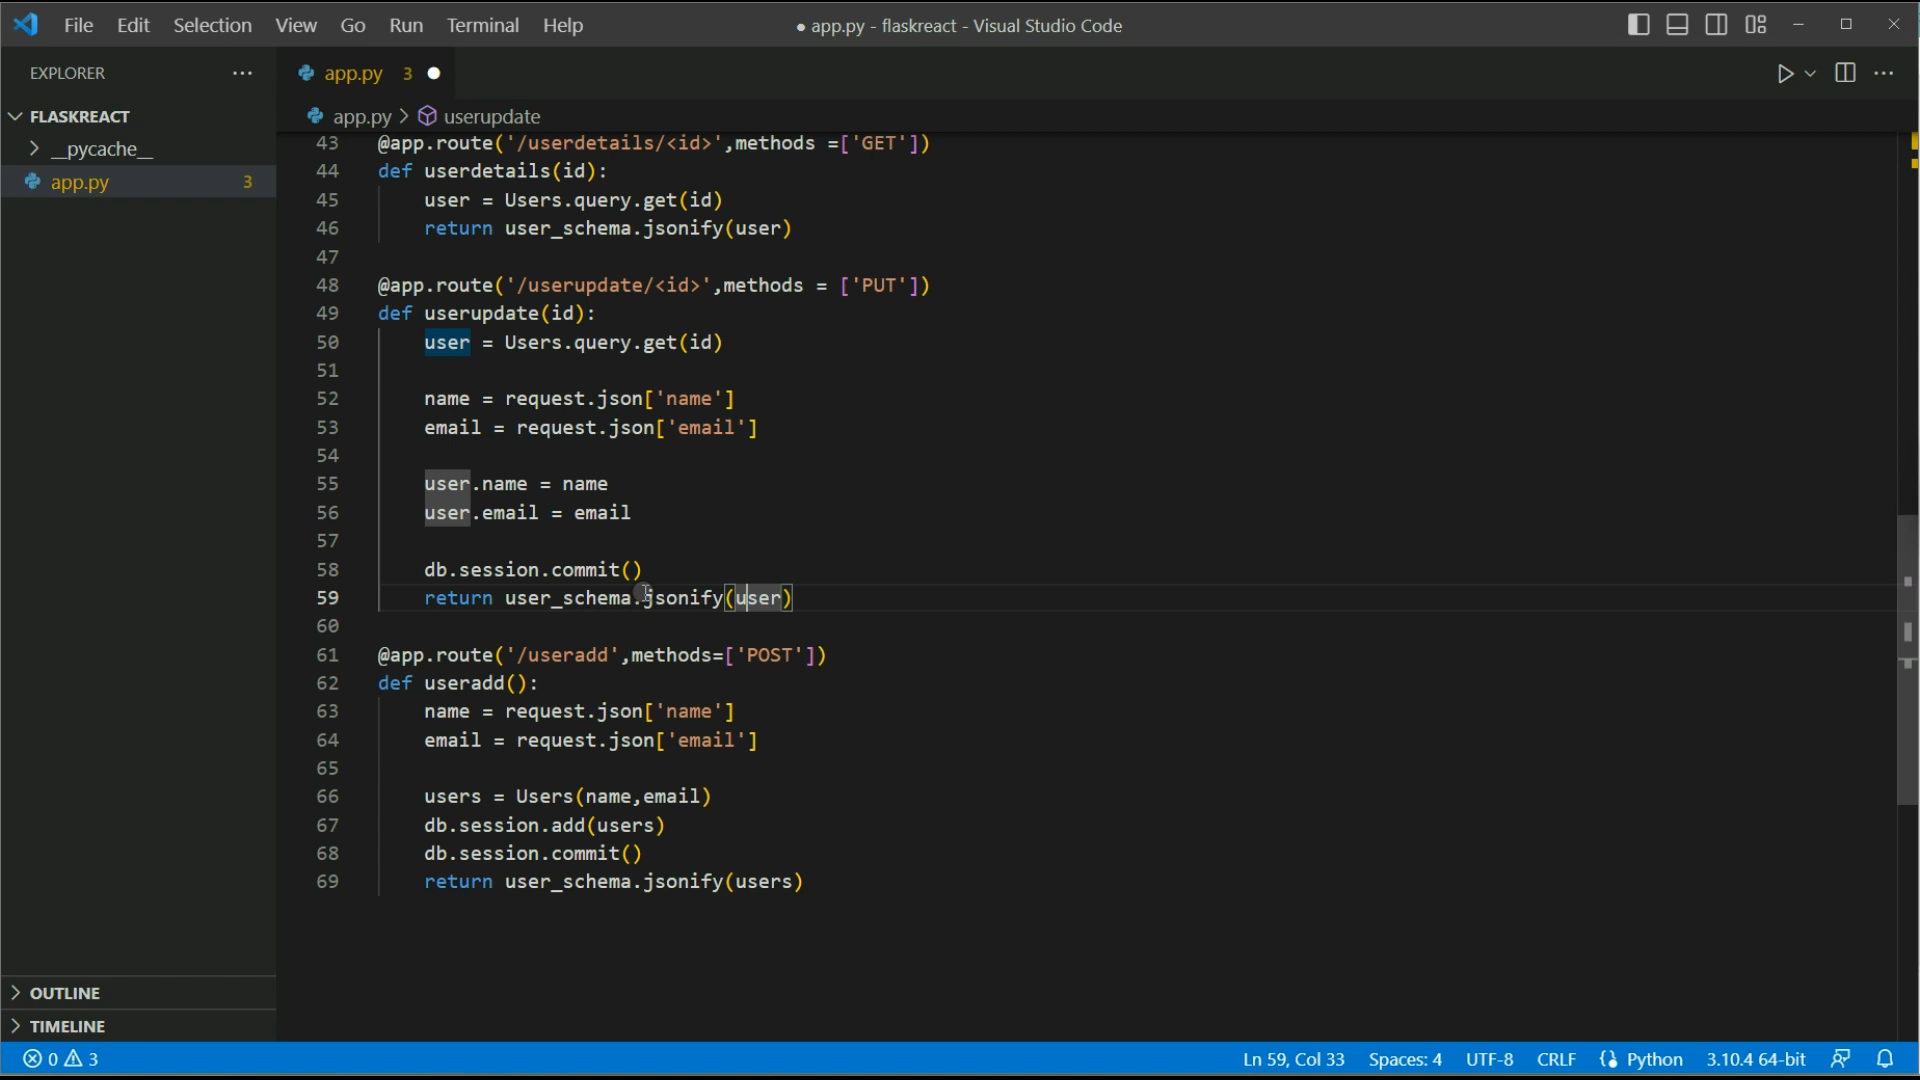 File Edit Selection View Go Run Terminal Help
● app.py - flaskreact - Visual Studio Code
EXPLORER
app.py 3
FLASKREACT
app.py > userupdate
__pycache__
app.py 3
43 @app.route('/userdetails/<id>',methods =['GET'])
44 def userdetails(id):
45     user = Users.query.get(id)
46     return user_schema.jsonify(user)
47
48 @app.route('/userupdate/<id>',methods = ['PUT'])
49 def userupdate(id):
50     user = Users.query.get(id)
51
52     name = request.json['name']
53     email = request.json['email']
54
55     user.name = name
56     user.email = email
57
58     db.session.commit()
59     return user_schema.jsonify(user)
60
61 @app.route('/useradd',methods=['POST'])
62 def useradd():
63     name = request.json['name']
64     email = request.json['email']
65
66     users = Users(name,email)
67     db.session.add(users)
68     db.session.commit()
69     return user_schema.jsonify(users)
OUTLINE
TIMELINE
0 3 Ln 59, Col 33 Spaces: 4 UTF-8 CRLF Python 3.10.4 64-bit